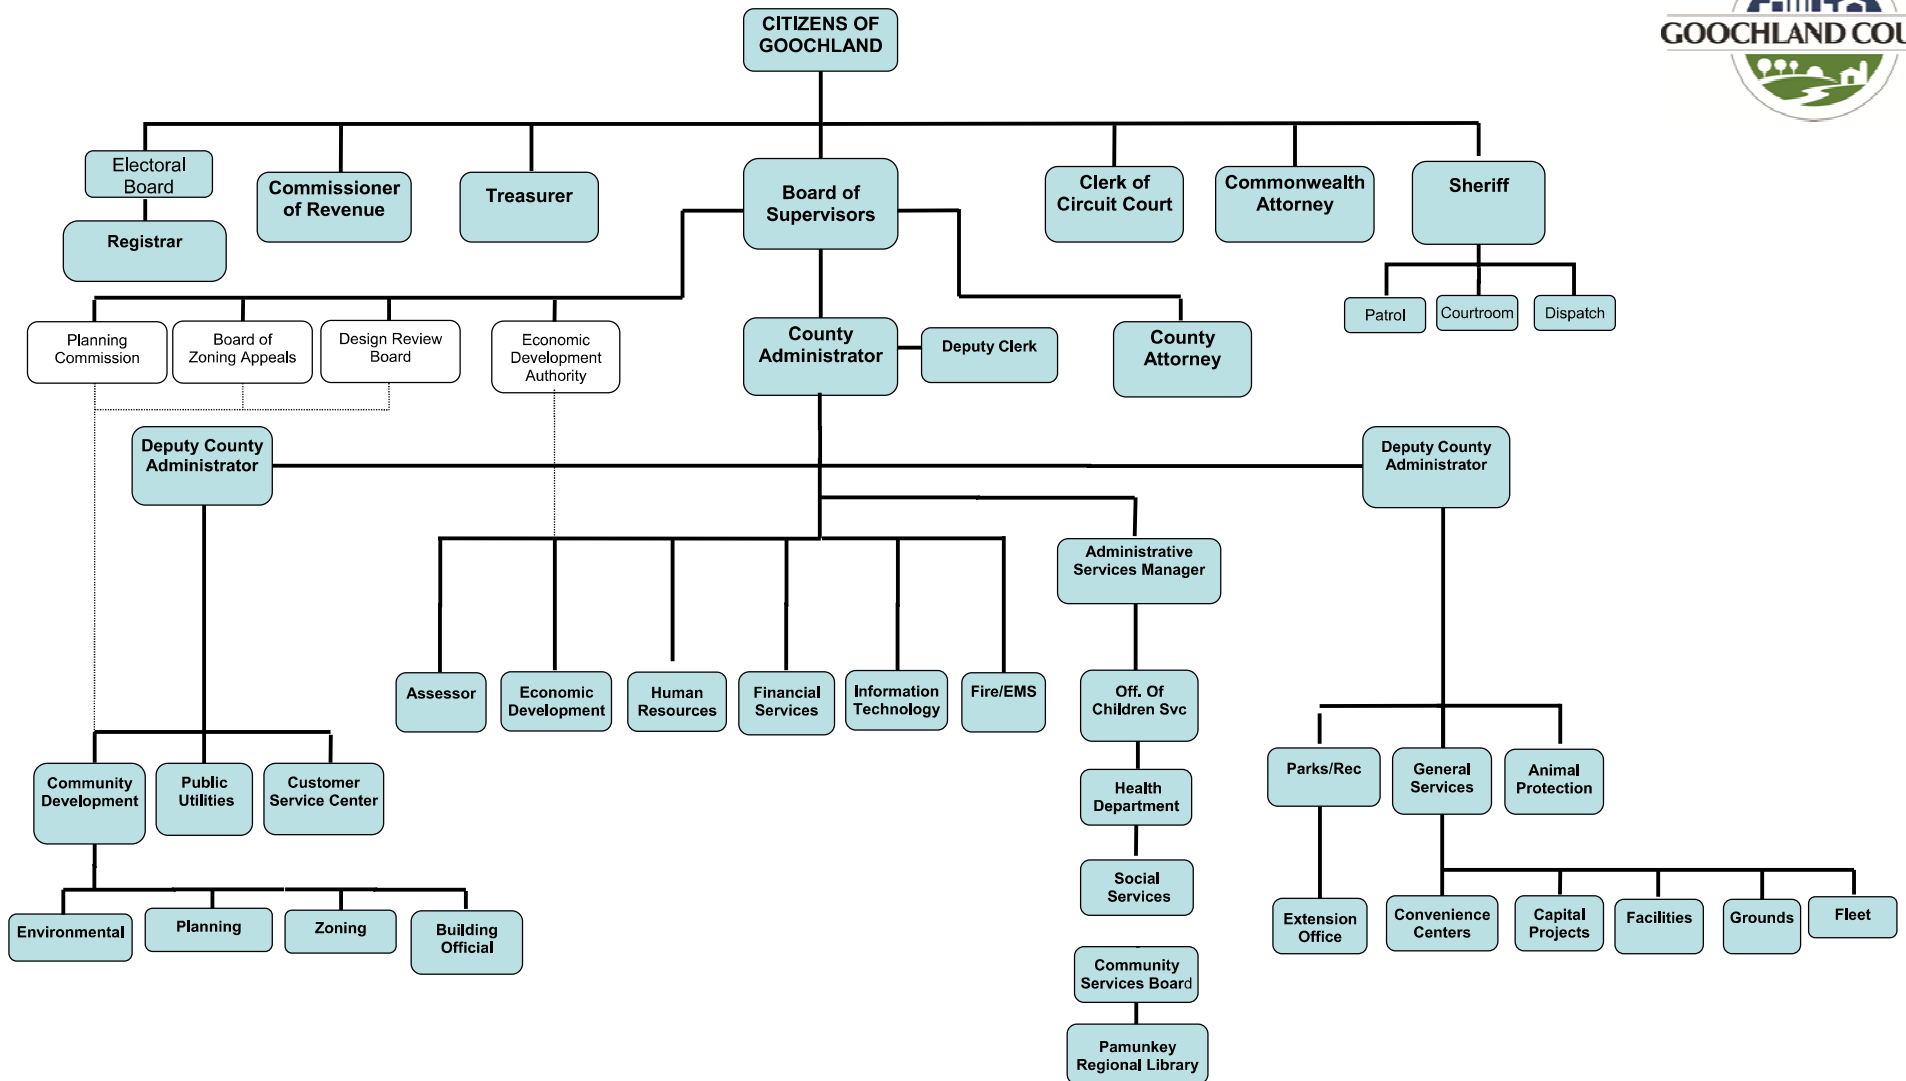 CITIZENS OF
GOOCHLAND
GOOCHLAND COU
Electoral
Board
Commissioner
of Revenue
Treasurer
Board of
Supervisors
Clerk of
Circuit Court
Commonwealth
Attorney
Sheriff
Registrar
Patrol
Courtroom
Dispatch
Planning
Commission
Board of
Zoning Appeals
Design Review
Board
Economic
Development
Authority
County
Administrator
Deputy Clerk
County
Attorney
Deputy County
Administrator
Deputy County
Administrator
Administrative
Services Manager
Assessor
Economic
Development
Human
Resources
Financial
Services
Information
Technology
Fire/EMS
Off. Of
Children Svc
Community
Development
Public
Utilities
Customer
Service Center
Health
Department
Parks/Rec
General
Services
Animal
Protection
Social
Services
Environmental
Planning
Zoning
Building
Official
Extension
Office
Convenience
Centers
Capital
Projects
Facilities
Grounds
Fleet
Community
Services Board
Pamunkey
Regional Library